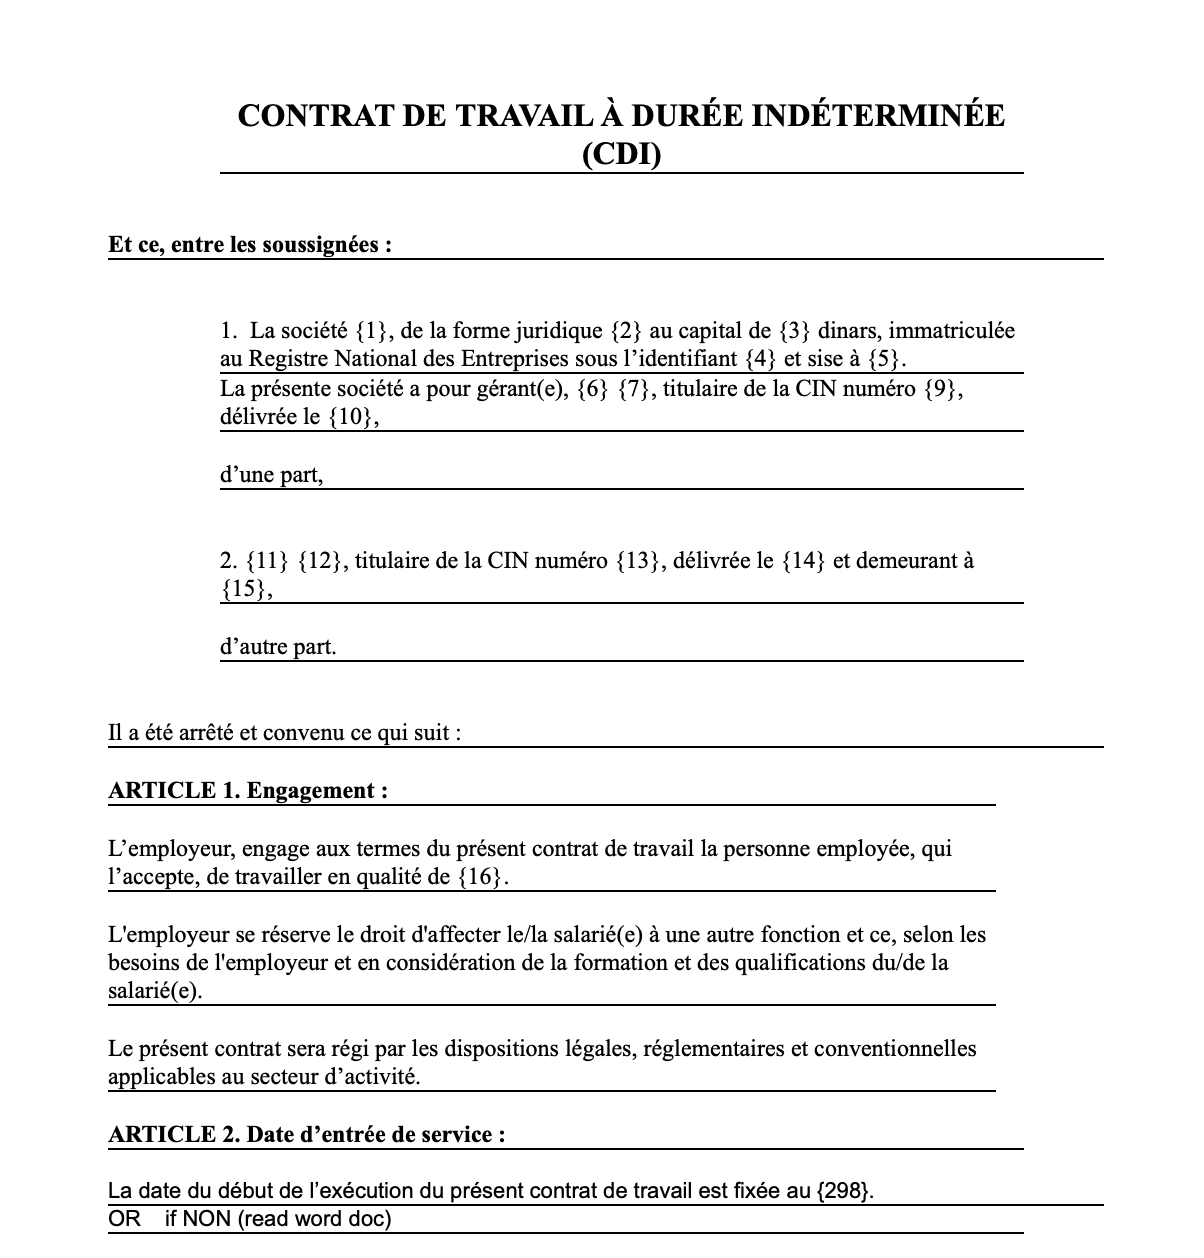 CONTRAT DE TRAVAIL À DURÉE INDÉTERMINÉE
(CDI)
Et ce, entre les soussignées :
1. La société {1}, de la forme juridique {2} au capital de {3} dinars, immatriculée
au Registre National des Entreprises sous l’identifiant {4} et sise à {5}.
La présente société a pour gérant(e), {6} {7}, titulaire de la CIN numéro {9},
délivrée le {10},
d’une part,
2. {11} {12}, titulaire de la CIN numéro {13}, délivrée le {14} et demeurant à
{15},
d’autre part.
Il a été arrêté et convenu ce qui suit :
ARTICLE 1. Engagement :
L’employeur, engage aux termes du présent contrat de travail la personne employée, qui
l’accepte, de travailler en qualité de {16}.
L'employeur se réserve le droit d'affecter le/la salarié(e) à une autre fonction et ce, selon les
besoins de l'employeur et en considération de la formation et des qualifications du/de la
salarié(e).
Le présent contrat sera régi par les dispositions légales, réglementaires et conventionnelles
applicables au secteur d’activité.
ARTICLE 2. Date d’entrée de service :
La date du début de l’exécution du présent contrat de travail est fixée au {298}.
OR if NON (read word doc)